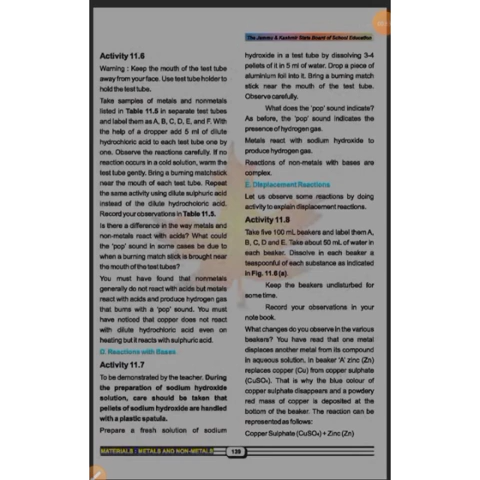 The Jammu & Kashmir State Board of School Education
Activity 11.6
Warning : Keep the mouth of the test tube
away from your face. Use test tube holder to
hold the test tube.
Take samples of metals and nonmetals
listed in Table 11.5 in separate test tubes
and label them as A, B, C, D, E, and F. With
the help of a dropper add 5 ml of dilute
hydrochloric acid to each test tube one by
one. Observe the reactions carefully. If no
reaction occurs in a cold solution, warm the
test tube gently. Bring a burning matchstick
near the mouth of each test tube. Repeat
the same activity using dilute sulphuric acid
instead of the dilute hydrocholoric acid.
Record your observations in Table 11.5.
Is there a difference in the way metals and
non-metals react with acids? What could
the 'pop' sound in some cases be due to
when a burning match stick is brought near
the mouth of the test tubes?
You must have found that nonmetals
generally do not react with acids but metals
react with acids and produce hydrogen gas
that burns with a 'pop' sound. You must
have noticed that copper does not react
with dilute hydrochloric acid even on
heating but it reacts with sulphuric acid.
D. Reactions with Bases
Activity 11.7
To be demonstrated by the teacher. During
the preparation of sodium hydroxide
solution, care should be taken that
pellets of sodium hydroxide are handled
with a plastic spatula.
Prepare a fresh solution of sodium
hydroxide in a test tube by dissolving 3-4
pellets of it in 5 ml of water. Drop a piece of
aluminium foil into it. Bring a burning match
stick near the mouth of the test tube.
Observe carefully.
What does the 'pop' sound indicate?
As before, the 'pop' sound indicates the
presence of hydrogen gas.
Metals react with sodium hydroxide to
produce hydrogen gas.
Reactions of non-metals with bases are
complex.
E. Displacement Reactions
Let us observe some reactions by doing
activity to explain displacement reactions.
Activity 11.8
Take five 100 mL beakers and label them A,
B, C, D and E. Take about 50 mL of water in
each beaker. Dissolve in each beaker a
teaspoonful of each substance as indicated
in Fig. 11.6 (a).
Keep the beakers undisturbed for
some time.
Record your observations in your
note book.
What changes do you observe in the various
beakers? You have read that one metal
displaces another metal from its compound
in aqueous solution. In beaker 'A' zinc (Zn)
replaces copper (Cu) from copper sulphate
(CuSO₄). That is why the blue colour of
copper sulphate disappears and a powdery
red mass of copper is deposited at the
bottom of the beaker. The reaction can be
represented as follows:
Copper Sulphate (CuSO₄) + Zinc (Zn)
MATERIALS : METALS AND NON-METALS
139